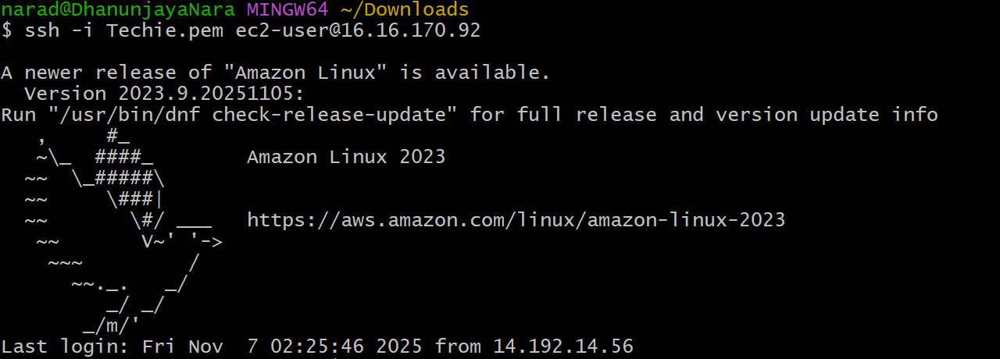 narad@DhanunjayaNara MINGW64 ~/Downloads
$ ssh -i Techie.pem ec2-user@16.16.170.92

A newer release of "Amazon Linux" is available.
  Version 2023.9.20251105:
Run "/usr/bin/dnf check-release-update" for full release and version update info
   ,     #_
   ~\_  ####_        Amazon Linux 2023
  ~~  \_#####\
  ~~     \###|
  ~~       \#/ ___   https://aws.amazon.com/linux/amazon-linux-2023
   ~~       V~' '->
    ~~~         /
      ~~._.   _/
         _/ _/
       _/m/'
Last login: Fri Nov  7 02:25:46 2025 from 14.192.14.56